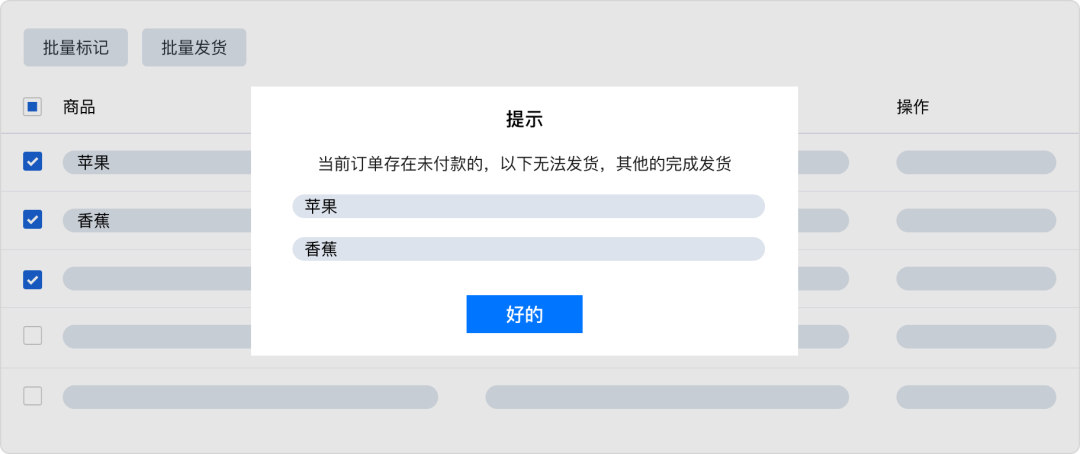 批量标记
批量发货
商品
操作
苹果
香蕉
提示
当前订单存在未付款的，以下无法发货，其他的完成发货
苹果
香蕉
好的